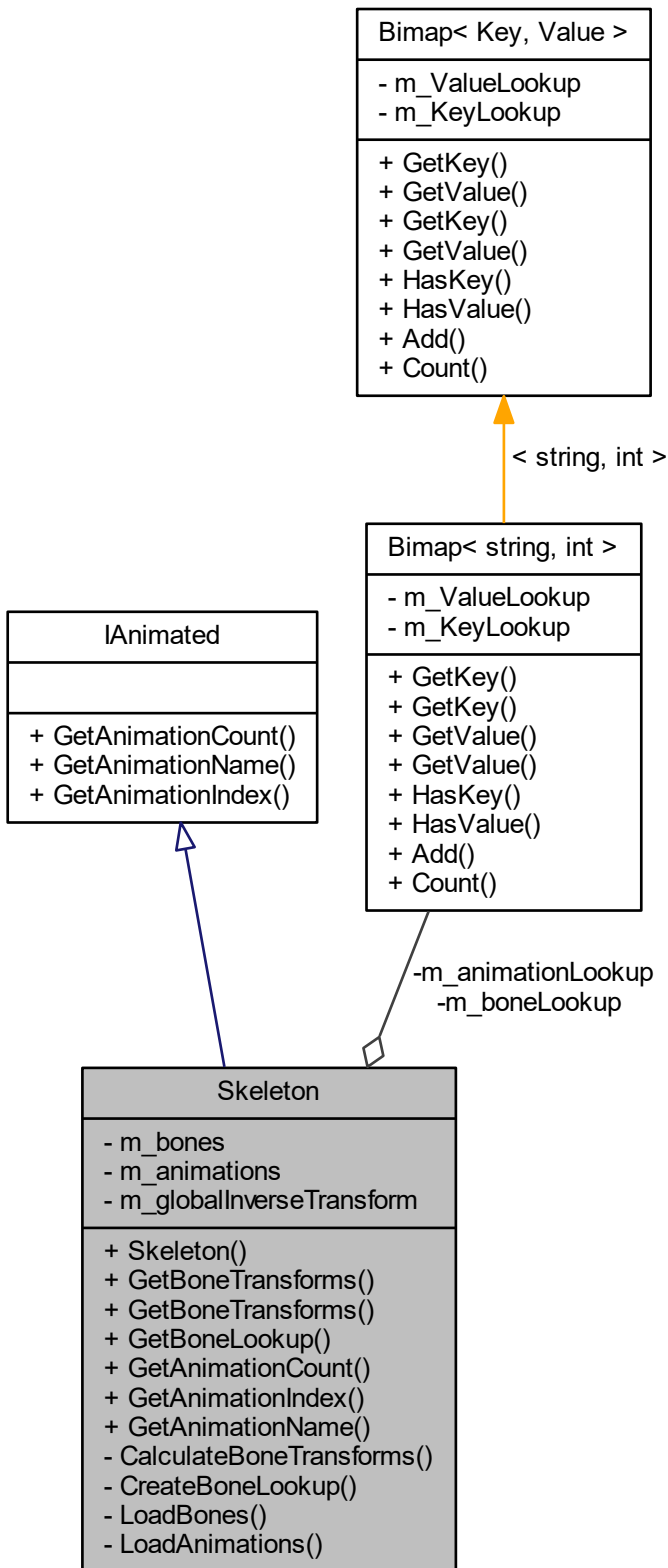 Bimap< Key, Value >
- m_ValueLookup
- m_KeyLookup
+ GetKey()
+ GetValue()
+ GetKey()
+ GetValue()
+ HasKey()
+ HasValue()
+ Add()
+ Count()
< string, int >
Bimap< string, int >
- m_ValueLookup
- m_KeyLookup
+ GetKey()
+ GetKey()
+ GetValue()
+ GetValue()
+ HasKey()
+ HasValue()
+ Add()
+ Count()
IAnimated
+ GetAnimationCount()
+ GetAnimationName()
+ GetAnimationIndex()
-m_animationLookup
-m_boneLookup
Skeleton
- m_bones
- m_animations
- m_globalInverseTransform
+ Skeleton()
+ GetBoneTransforms()
+ GetBoneTransforms()
+ GetBoneLookup()
+ GetAnimationCount()
+ GetAnimationIndex()
+ GetAnimationName()
- CalculateBoneTransforms()
- CreateBoneLookup()
- LoadBones()
- LoadAnimations()